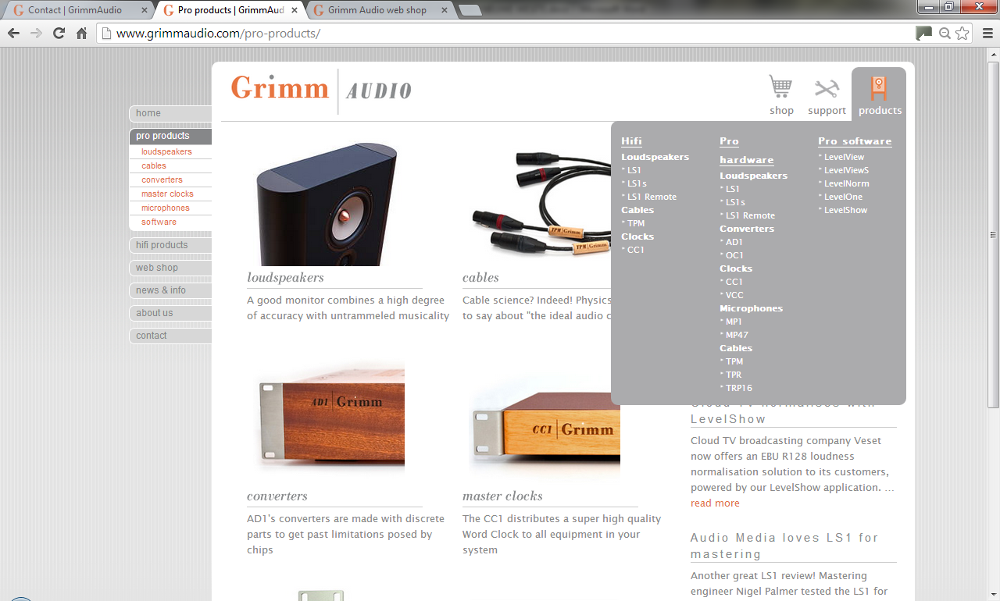 Contact | GrimmAudio
Pro products | GrimmAud
Grimm Audio web shop
www.grimmaudio.com/pro-products/
Grimm AUDIO
shop
support
products
home
pro products
loudspeakers
cables
converters
master clocks
microphones
software
hifi products
web shop
news & info
about us
contact
Hifi
Loudspeakers
* LS1
* LS1s
* LS1 Remote
Cables
* TPM
Clocks
* CC1
Pro
hardware
Loudspeakers
* LS1
* LS1s
* LS1 Remote
Converters
* AD1
* OC1
Clocks
* CC1
* VCC
Microphones
* MP1
* MP47
Cables
* TPM
* TPR
* TRP16
Pro software
* LevelView
* LevelViewS
* LevelNorm
* LevelOne
* LevelShow
TPM Grimm
TPM Grimm
loudspeakers
A good monitor combines a high degree
of accuracy with untrammeled musicality
cables
Cable science? Indeed! Physics
to say about "the ideal audio c
AD1 Grimm
converters
AD1's converters are made with discrete
parts to get past limitations posed by
chips
CC1 Grimm
master clocks
The CC1 distributes a super high quality
Word Clock to all equipment in your
system
Cloud TV normalises with
LevelShow
Cloud TV broadcasting company Veset
now offers an EBU R128 loudness
normalisation solution to its customers,
powered by our LevelShow application. ...
read more
Audio Media loves LS1 for
mastering
Another great LS1 review! Mastering
engineer Nigel Palmer tested the LS1 for